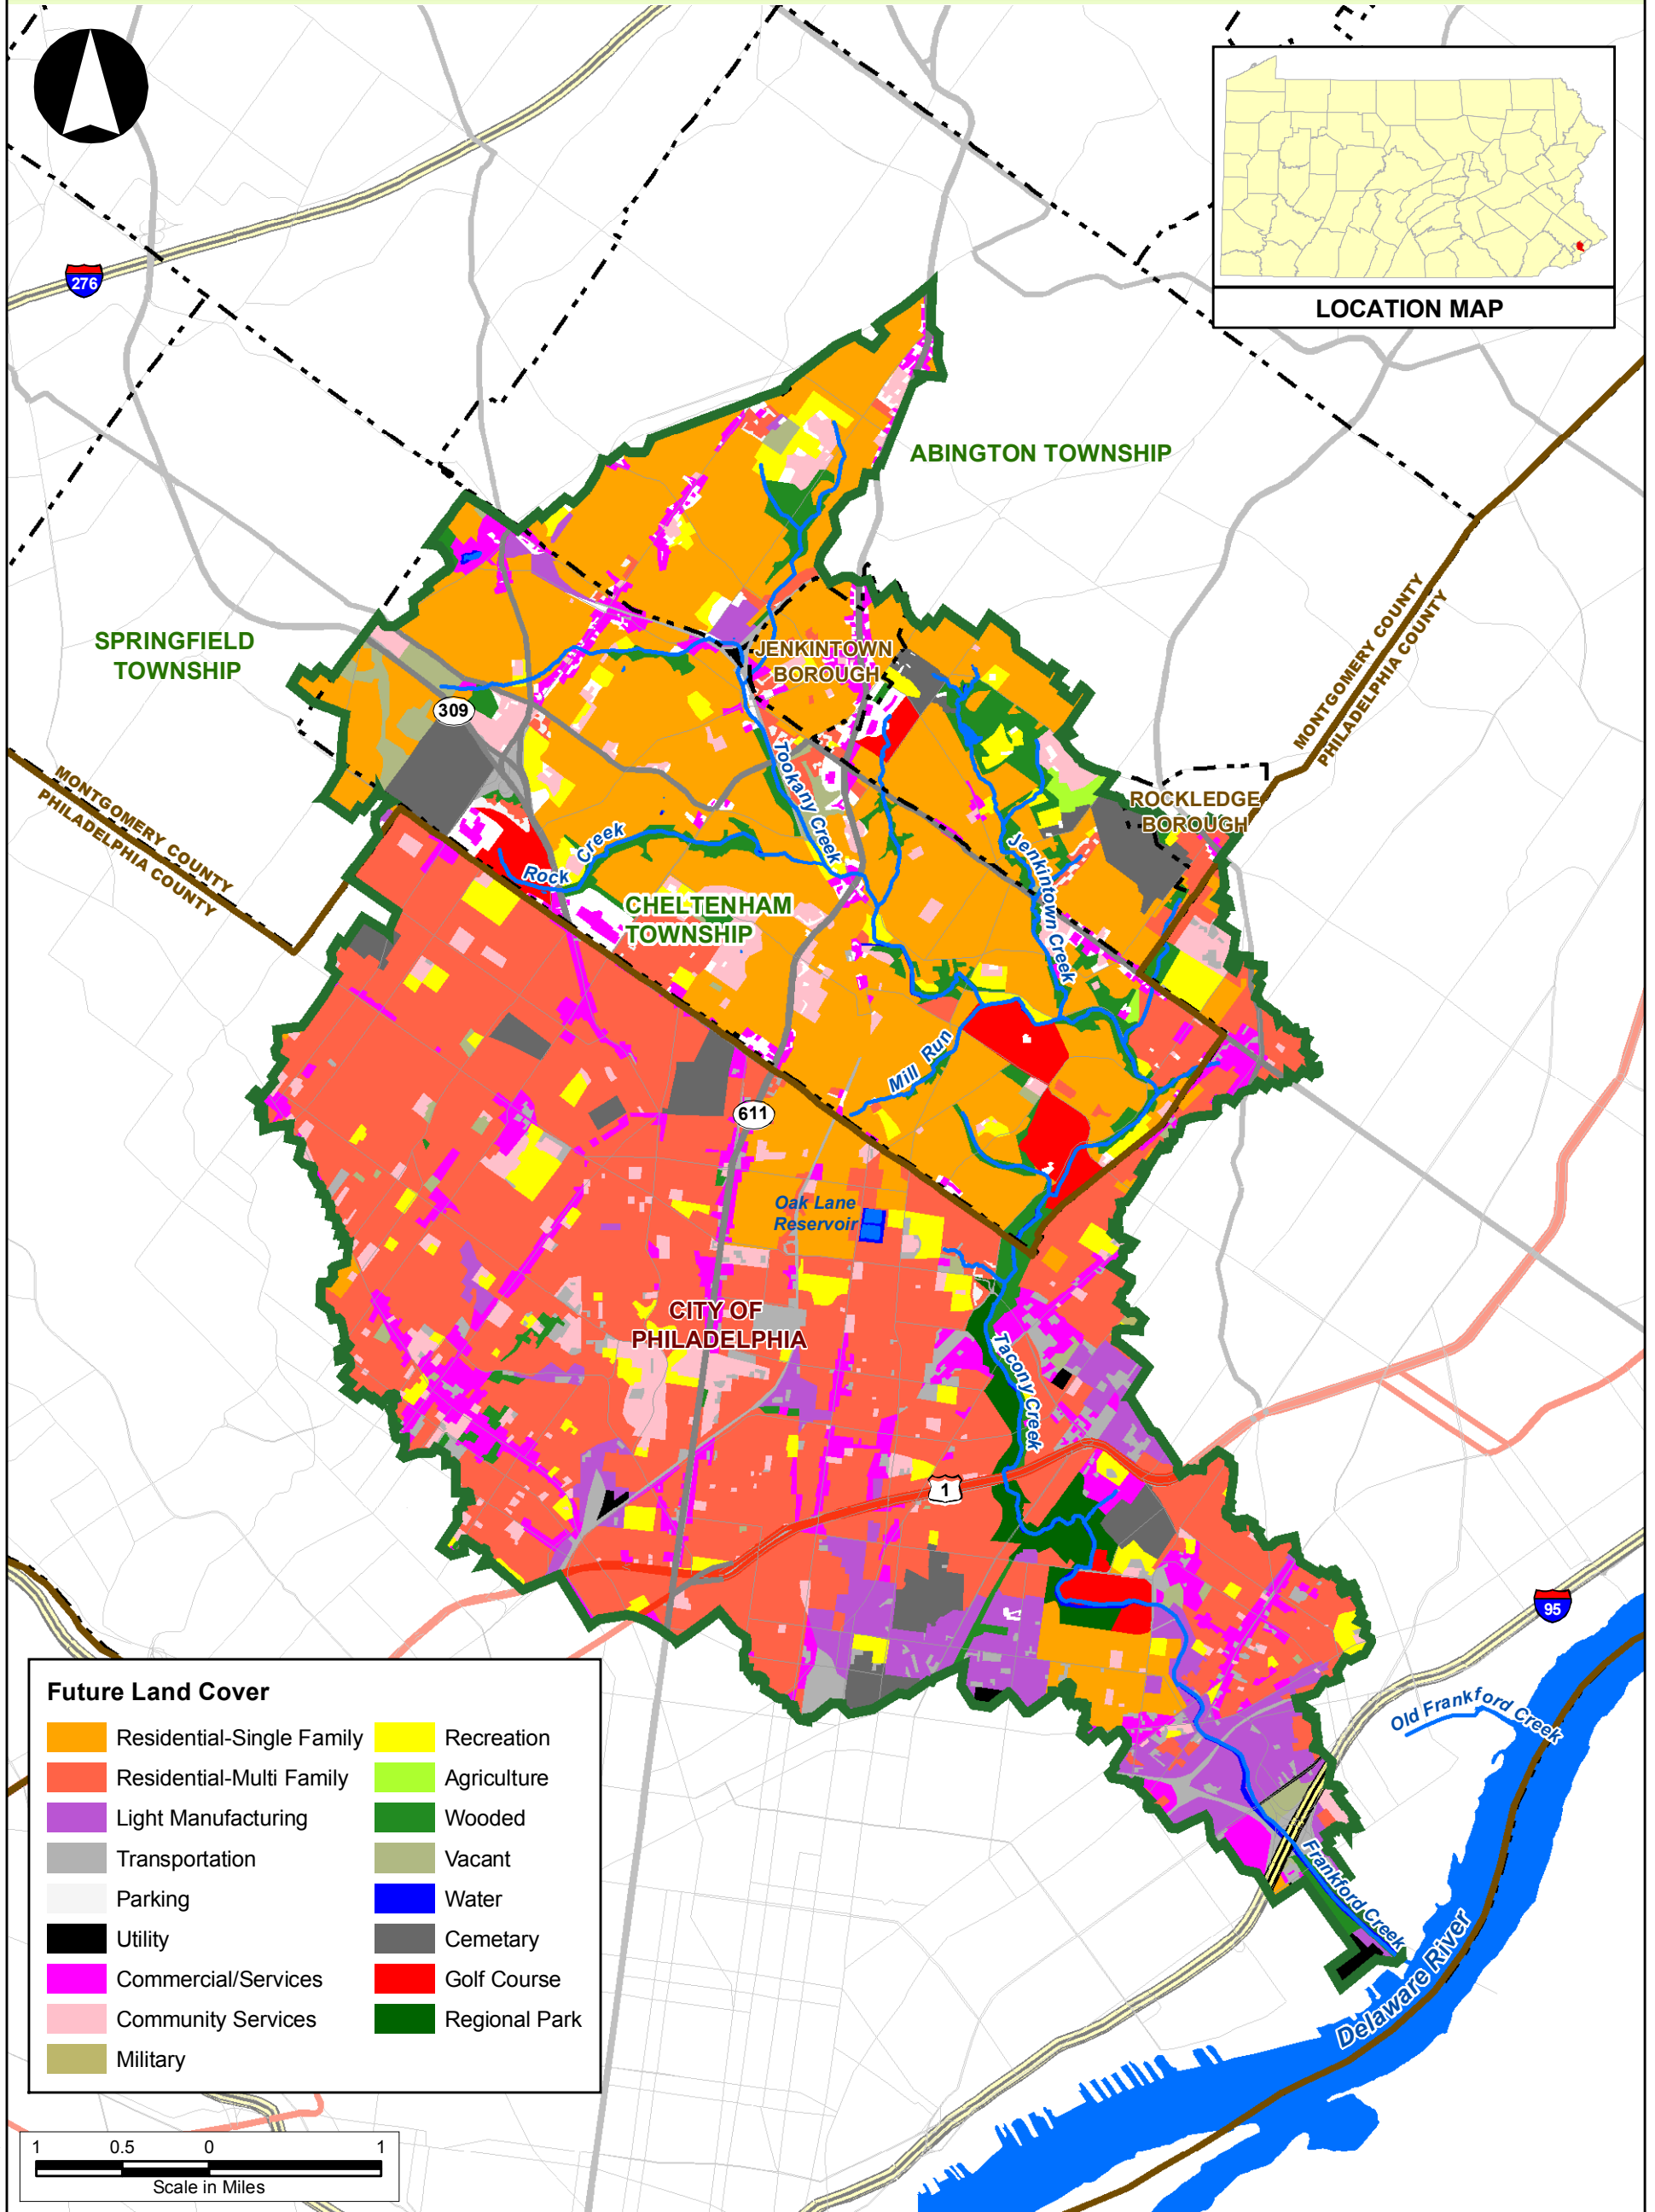 LOCATION MAP
276
ABINGTON TOWNSHIP
SPRINGFIELD
TOWNSHIP
309
JENKINTOWN
BOROUGH
MONTGOMERY COUNTY
PHILADELPHIA COUNTY
MONTGOMERY COUNTY
PHILADELPHIA COUNTY
ROCKLEDGE
BOROUGH
Tookany Creek
Rock Creek
Jenkintown Creek
CHELTENHAM
TOWNSHIP
Mill Run
611
Oak Lane
Reservoir
CITY OF
PHILADELPHIA
Tacony Creek
1
95
Old Frankford Creek
Frankford Creek
Delaware River
Future Land Cover
Residential-Single Family
Residential-Multi Family
Light Manufacturing
Transportation
Parking
Utility
Commercial/Services
Community Services
Military
Recreation
Agriculture
Wooded
Vacant
Water
Cemetary
Golf Course
Regional Park
1 0.5 0 1
Scale in Miles